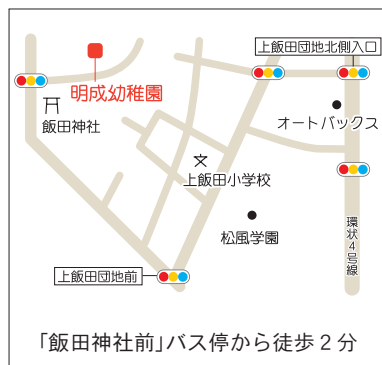 上飯田団地北側入口
明成幼稚園
飯田神社
オートバックス
上飯田小学校
松風学園
環状4号線
上飯田団地前
「飯田神社前」バス停から徒歩2分